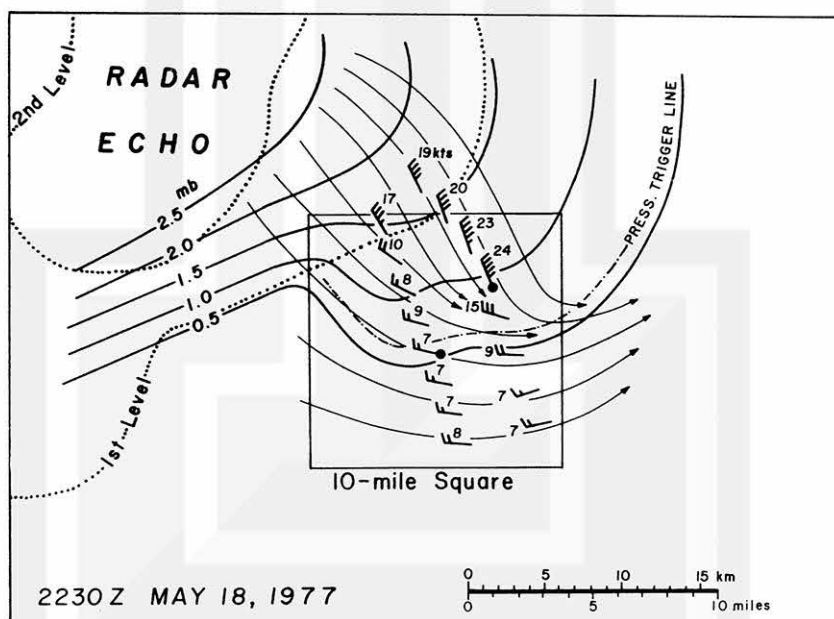 2nd Level
RADAR
ECHO
mb
2.5
2.0
1.5
1.0
0.5
1st Level
19kts
20
17
23
10
24
8
15
9
7
9
7
7
7
8
7
PRESS. TRIGGER LINE
10-mile Square
2230Z MAY 18, 1977
0 5 10 15 km
0 5 10 miles